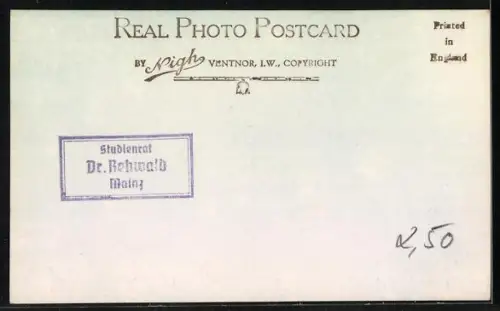 REAL PHOTO POSTCARD
BY Nigh VENTNOR, I.W., COPYRIGHT
Printed
in
England
Studienrat
Dr. Rehwald
Mainz
2,50